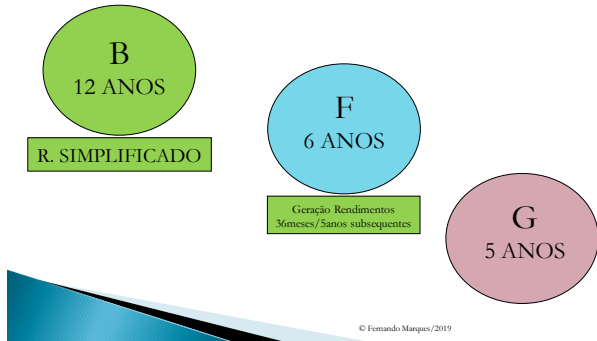 B
12 ANOS
R. SIMPLIFICADO
F
6 ANOS
Geração Rendimentos
36meses/5anos subsequentes
G
5 ANOS
© Fernando Marques/2019